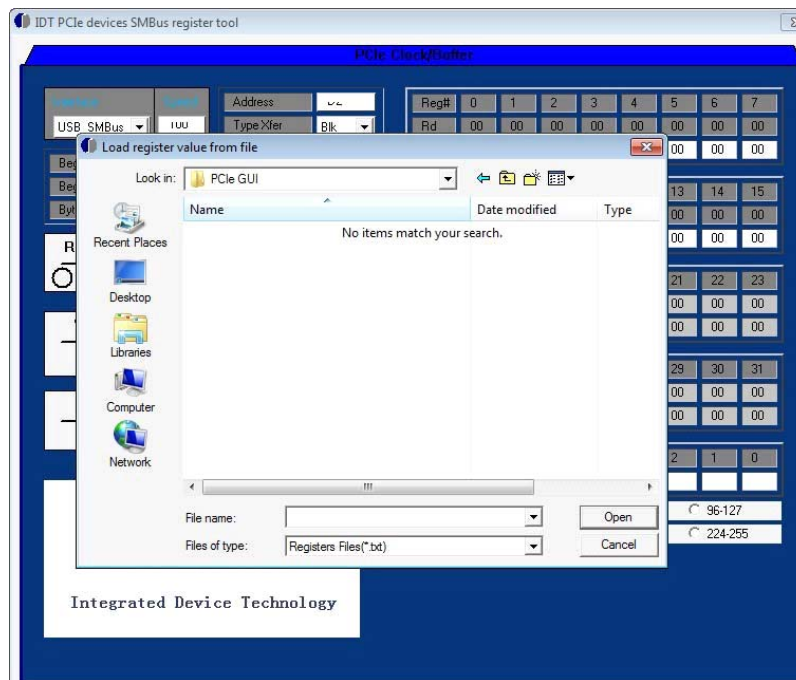 IDT PCIe devices SMBus register tool
PCIe Clock/Buffer
Address
Reg# 0 1 2 3 4 5 6 7
USB_SMBus 100 Type Xfer Blk Rd 00 00 00 00 00 00 00 00
Load register value from file
00 00 00
Look in: PCIe GUI
13 14 15
Name Date modified Type
00 00 00
No items match your search.
00 00 00
Recent Places
21 22 23
Desktop
00 00 00
00 00 00
Libraries
29 30 31
00 00 00
Computer
00 00 00
Network
2 1 0
File name: Open
96-127
Files of type: Registers Files(*.txt) Cancel
224-255
Integrated Device Technology